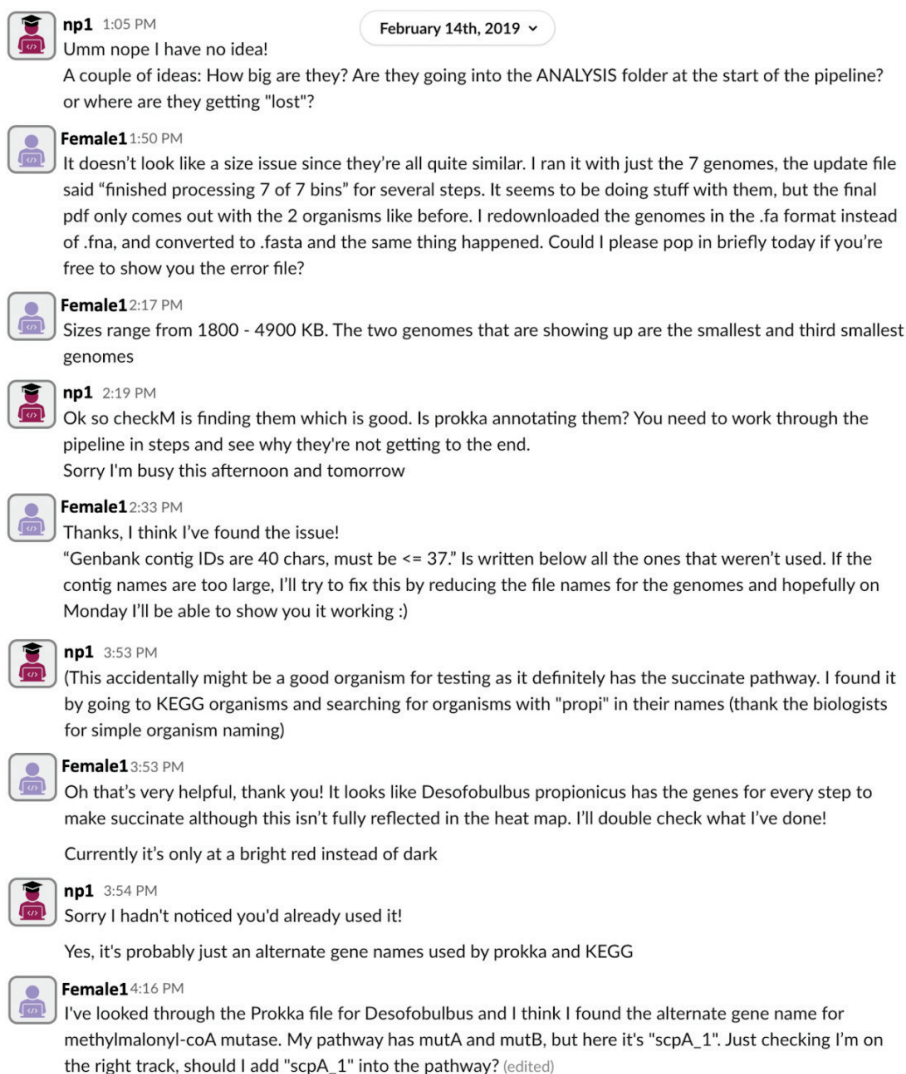 np1 1:05 PM
February 14th, 2019
Umm nope I have no idea!
A couple of ideas: How big are they? Are they going into the ANALYSIS folder at the start of the pipeline?
or where are they getting "lost"?
Female1 1:50 PM
It doesn't look like a size issue since they're all quite similar. I ran it with just the 7 genomes, the update file
said “finished processing 7 of 7 bins” for several steps. It seems to be doing stuff with them, but the final
pdf only comes out with the 2 organisms like before. I redownloaded the genomes in the .fa format instead
of .fna, and converted to .fasta and the same thing happened. Could I please pop in briefly today if you're
free to show you the error file?
Female1 2:17 PM
Sizes range from 1800 - 4900 KB. The two genomes that are showing up are the smallest and third smallest
genomes
np1 2:19 PM
Ok so checkM is finding them which is good. Is prokka annotating them? You need to work through the
pipeline in steps and see why they're not getting to the end.
Sorry I'm busy this afternoon and tomorrow
Female1 2:33 PM
Thanks, I think I've found the issue!
“Genbank contig IDs are 40 chars, must be <= 37.” Is written below all the ones that weren't used. If the
contig names are too large, I'll try to fix this by reducing the file names for the genomes and hopefully on
Monday I'll be able to show you it working :)
np1 3:53 PM
(This accidentally might be a good organism for testing as it definitely has the succinate pathway. I found it
by going to KEGG organisms and searching for organisms with "propi" in their names (thank the biologists
for simple organism naming)
Female1 3:53 PM
Oh that's very helpful, thank you! It looks like Desofobulbus propionicus has the genes for every step to
make succinate although this isn't fully reflected in the heat map. I'll double check what I've done!
Currently it's only at a bright red instead of dark
np1 3:54 PM
Sorry I hadn't noticed you'd already used it!
Yes, it's probably just an alternate gene names used by prokka and KEGG
Female1 4:16 PM
I've looked through the Prokka file for Desofobulbus and I think I found the alternate gene name for
methylmalonyl-coA mutase. My pathway has mutA and mutB, but here it's "scpA_1". Just checking I'm on
the right track, should I add "scpA_1" into the pathway? (edited)